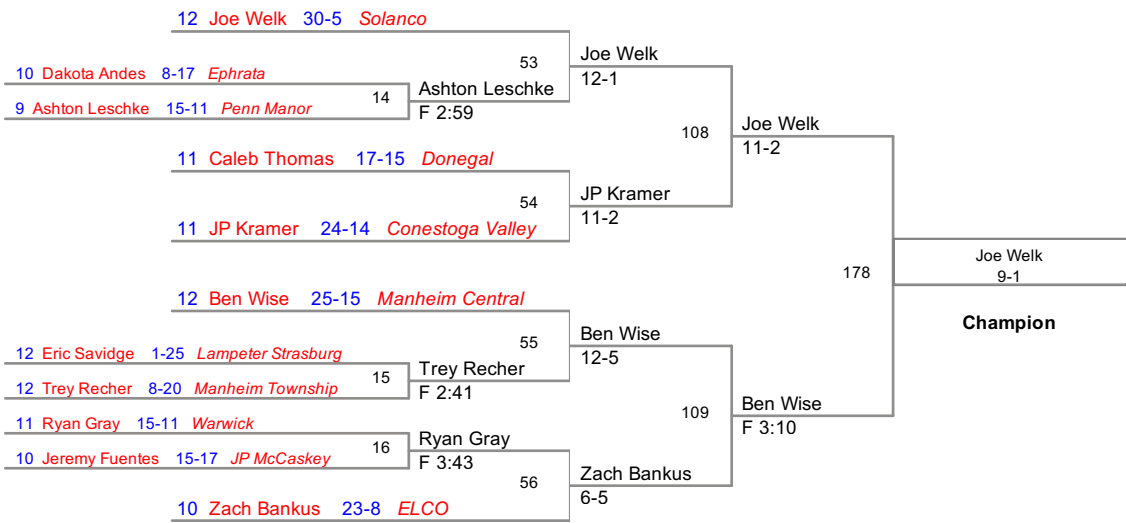 12 Joe Welk 30-5 Solanco
53
Joe Welk
12-1
10 Dakota Andes 8-17 Ephrata
14
Ashton Leschke
F 2:59
9 Ashton Leschke 15-11 Penn Manor
108
Joe Welk
11-2
11 Caleb Thomas 17-15 Donegal
54
JP Kramer
11-2
11 JP Kramer 24-14 Conestoga Valley
178
Joe Welk
9-1
Champion
12 Ben Wise 25-15 Manheim Central
55
Ben Wise
12-5
12 Eric Savidge 1-25 Lampeter Strasburg
15
Trey Recher
F 2:41
12 Trey Recher 8-20 Manheim Township
109
Ben Wise
F 3:10
11 Ryan Gray 15-11 Warwick
16
Ryan Gray
F 3:43
10 Jeremy Fuentes 15-17 JP McCaskey
56
Zach Bankus
6-5
10 Zach Bankus 23-8 ELCO